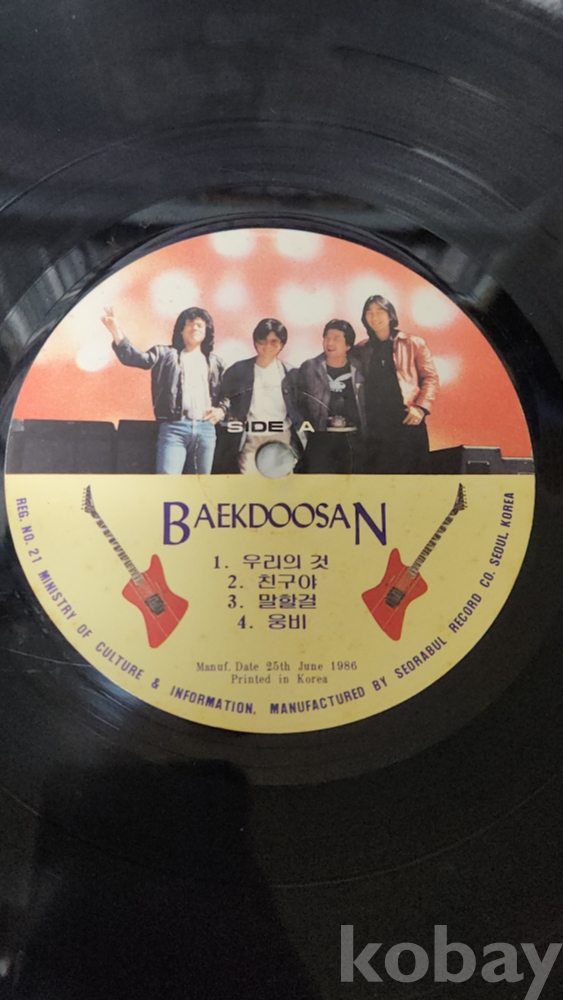 SIDE A
BAEKDOOSAN
1. 우리의 것
2. 친구야
3. 말할걸
4. 웅비
Manuf. Date 25th June 1986
Printed in Korea
REG. NO. 21 MINISTRY OF CULTURE & INFORMATION, MANUFACTURED BY SEORABUL RECORD CO. SEOUL KOREA
kobay